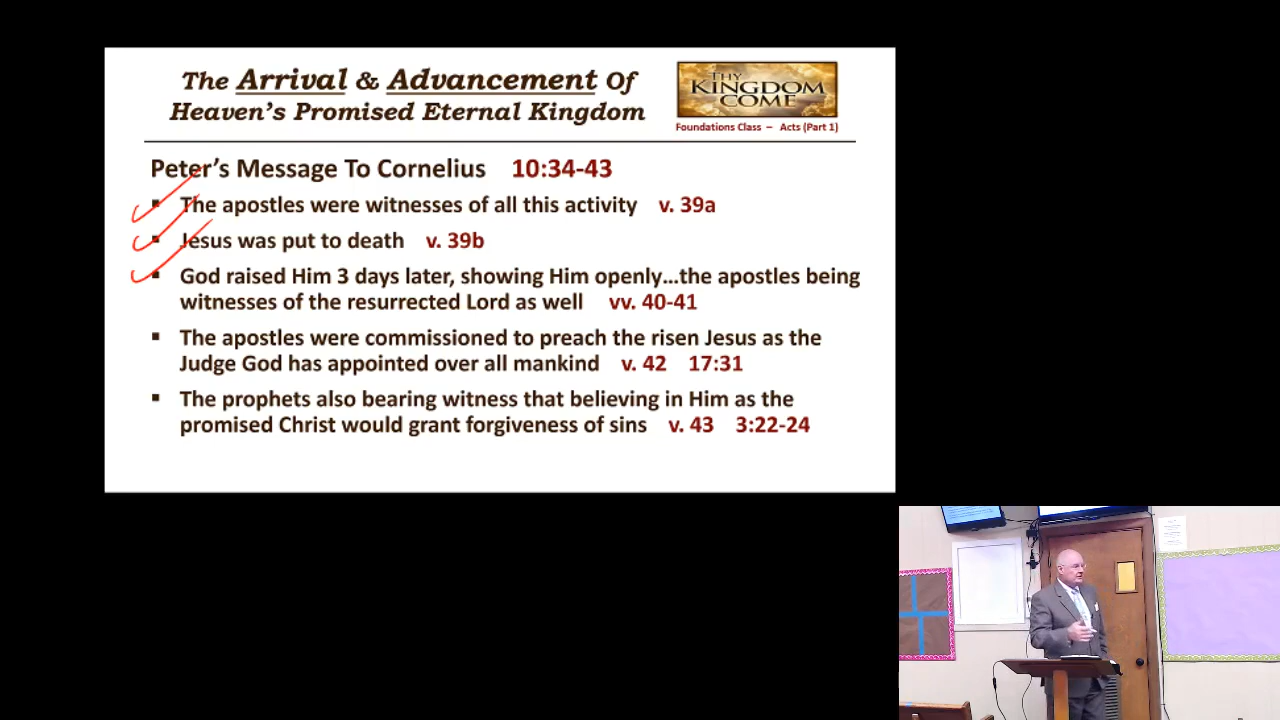 The Arrival & Advancement Of
Heaven's Promised Eternal Kingdom
THY
KINGDOM
COME
Foundations Class – Acts (Part 1)
Peter's Message To Cornelius 10:34-43
▪ The apostles were witnesses of all this activity v. 39a
▪ Jesus was put to death v. 39b
▪ God raised Him 3 days later, showing Him openly…the apostles being
witnesses of the resurrected Lord as well vv. 40-41
▪ The apostles were commissioned to preach the risen Jesus as the
Judge God has appointed over all mankind v. 42 17:31
▪ The prophets also bearing witness that believing in Him as the
promised Christ would grant forgiveness of sins v. 43 3:22-24